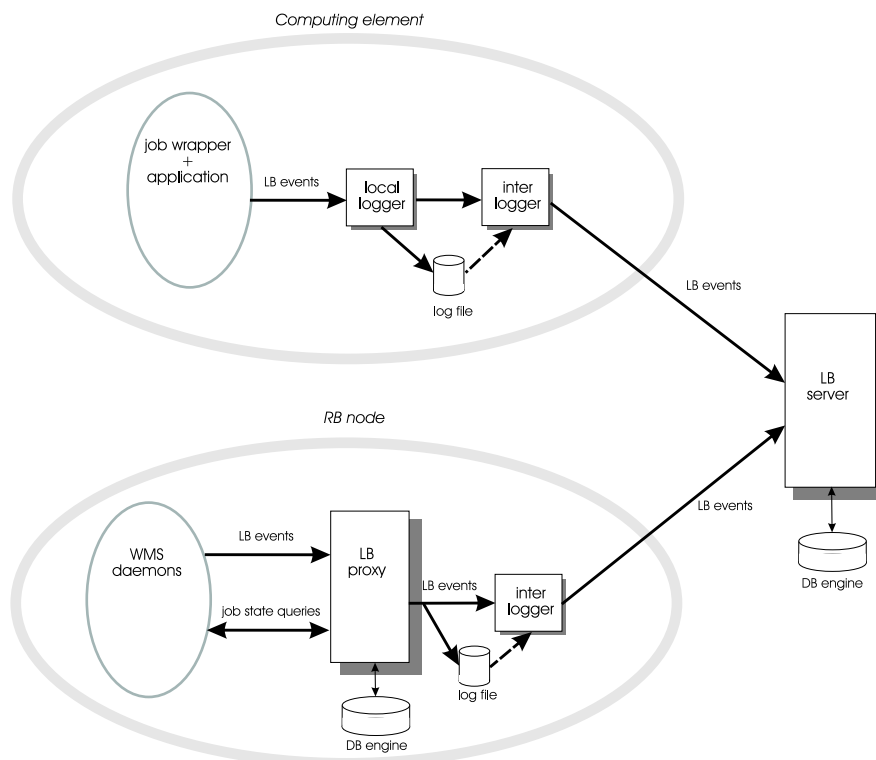 Computing element
job wrapper
+
application
LB events
local
logger
inter
logger
log file
LB events
LB
server
DB engine
RB node
WMS
daemons
LB events
job state queries
LB
proxy
LB events
inter
logger
log file
DB engine
LB events